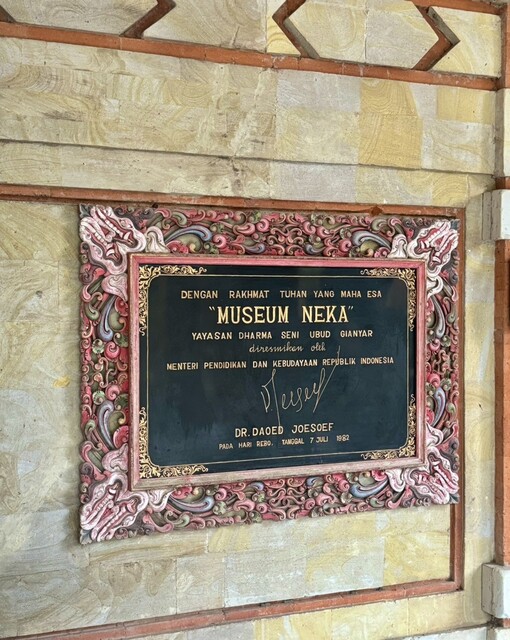 DENGAN RAKHMAT TUHAN YANG MAHA ESA
"MUSEUM NEKA"
YAYASAN DHARMA SENI UBUD GIANYAR
diresmikan oleh
MENTERI PENDIDIKAN DAN KEBUDAYAAN REPUBLIK INDONESIA
DR. DAOED JOESOEF
PADA HARI REBO, TANGGAL 7 JULI 1982